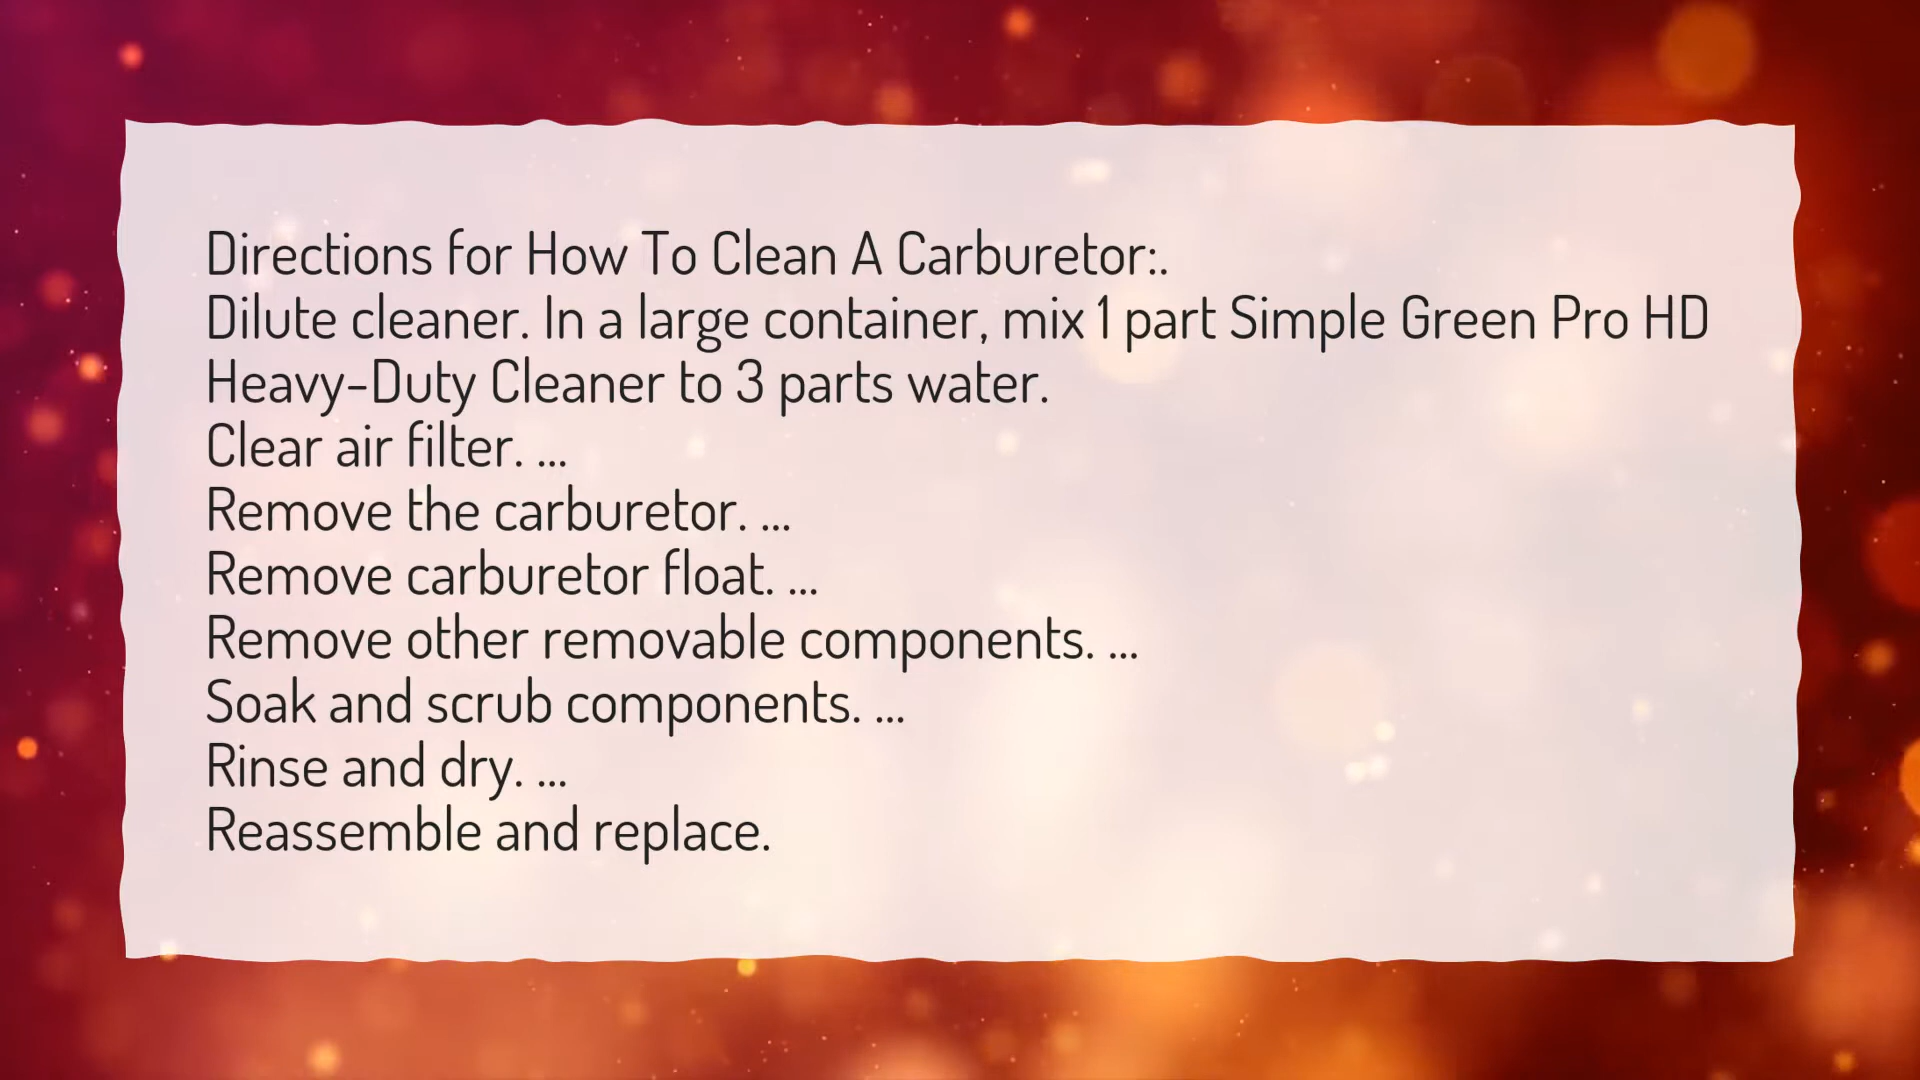 Directions for How To Clean A Carburetor:.
Dilute cleaner. In a large container, mix 1 part Simple Green Pro HD
Heavy-Duty Cleaner to 3 parts water.
Clear air filter. ...
Remove the carburetor. ...
Remove carburetor float. ...
Remove other removable components. ...
Soak and scrub components. ...
Rinse and dry. ...
Reassemble and replace.